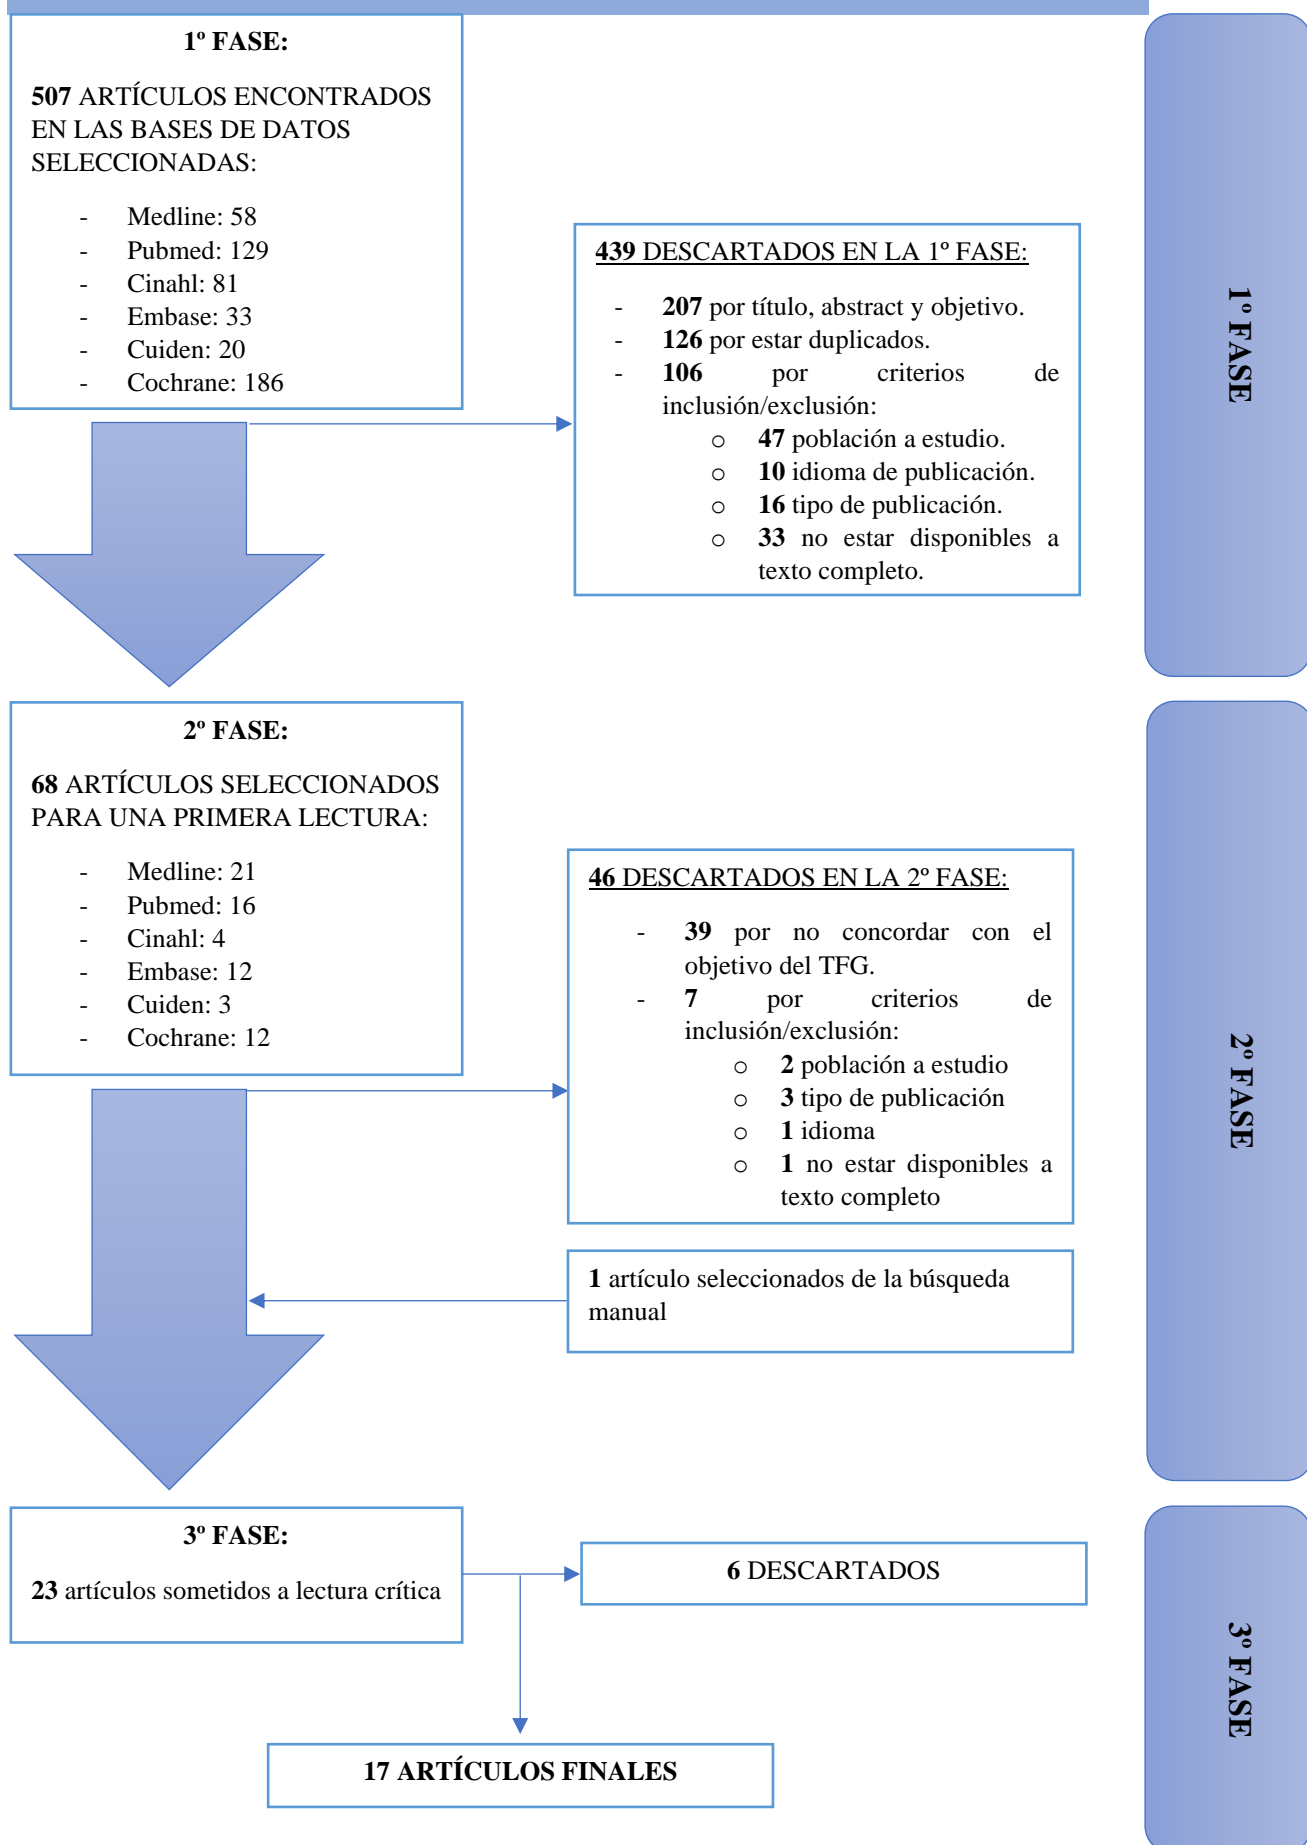 1º FASE:
507 ARTÍCULOS ENCONTRADOS
EN LAS BASES DE DATOS
SELECCIONADAS:
- Medline: 58
- Pubmed: 129
- Cinahl: 81
- Embase: 33
- Cuiden: 20
- Cochrane: 186
439 DESCARTADOS EN LA 1º FASE:
- 207 por título, abstract y objetivo.
- 126 por estar duplicados.
- 106 por criterios de
inclusión/exclusión:
o 47 población a estudio.
o 10 idioma de publicación.
o 16 tipo de publicación.
o 33 no estar disponibles a
texto completo.
1º FASE
2º FASE:
68 ARTÍCULOS SELECCIONADOS
PARA UNA PRIMERA LECTURA:
- Medline: 21
- Pubmed: 16
- Cinahl: 4
- Embase: 12
- Cuiden: 3
- Cochrane: 12
46 DESCARTADOS EN LA 2º FASE:
- 39 por no concordar con el
objetivo del TFG.
- 7 por criterios de
inclusión/exclusión:
o 2 población a estudio
o 3 tipo de publicación
o 1 idioma
o 1 no estar disponibles a
texto completo
1 artículo seleccionados de la búsqueda
manual
2º FASE
3º FASE:
23 artículos sometidos a lectura crítica
6 DESCARTADOS
17 ARTÍCULOS FINALES
3º FASE